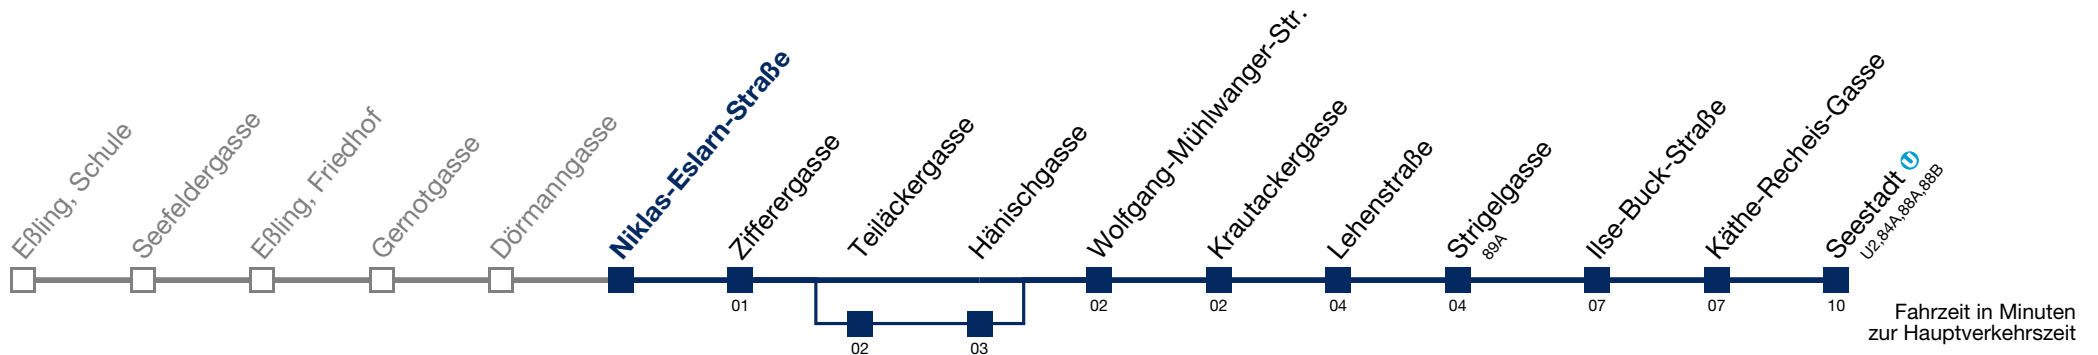 Eßling, Schule
Seefeldergasse
Eßling, Friedhof
Gernotgasse
Dörmanngasse
Niklas-Eslarn-Straße
Zifferergasse
Teiläckergasse
Hänischgasse
Wolfgang-Mühlwanger-Str.
Krautackergasse
Lehenstraße
Strigelgasse
89A
Ilse-Buck-Straße
Käthe-Recheis-Gasse
Seestadt U
U2,84A,88A,88B
01
02
03
02
02
04
04
07
07
10
Fahrzeit in Minuten
zur Hauptverkehrszeit